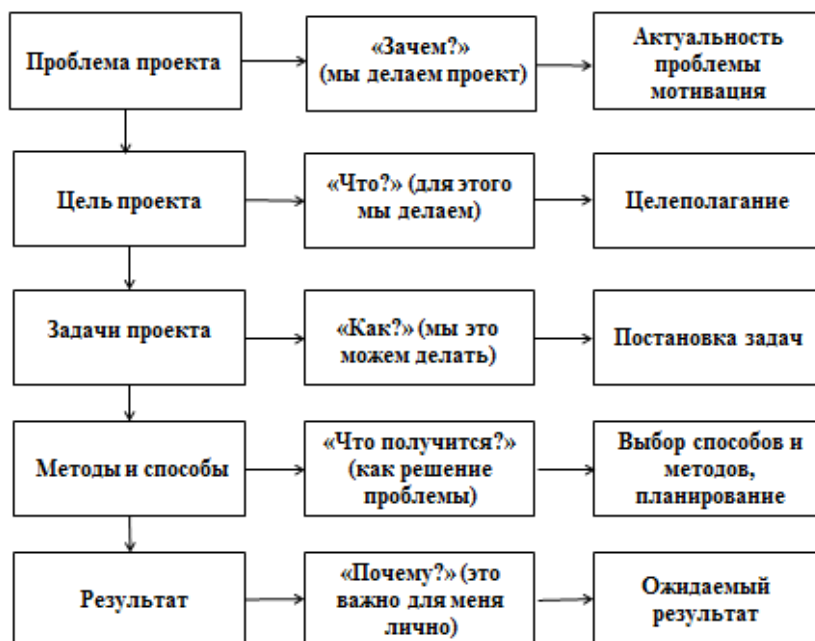 Проблема проекта
«Зачем?»
(мы делаем проект)
Актуальность
проблемы
мотивация
Цель проекта
«Что?» (для этого
мы делаем)
Целеполагание
Задачи проекта
«Как?» (мы это
можем делать)
Постановка задач
Методы и способы
«Что получится?»
(как решение
проблемы)
Выбор способов и
методов,
планирование
Результат
«Почему?» (это
важно для меня
лично)
Ожидаемый
результат